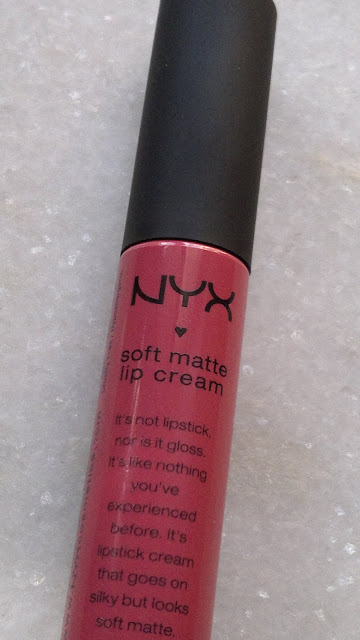 NYX
soft matte
lip cream
It's not lipstick,
nor is it gloss.
It's like nothing
you've
experienced
before. It's
lipstick cream
that goes on
silky but looks
soft matte.